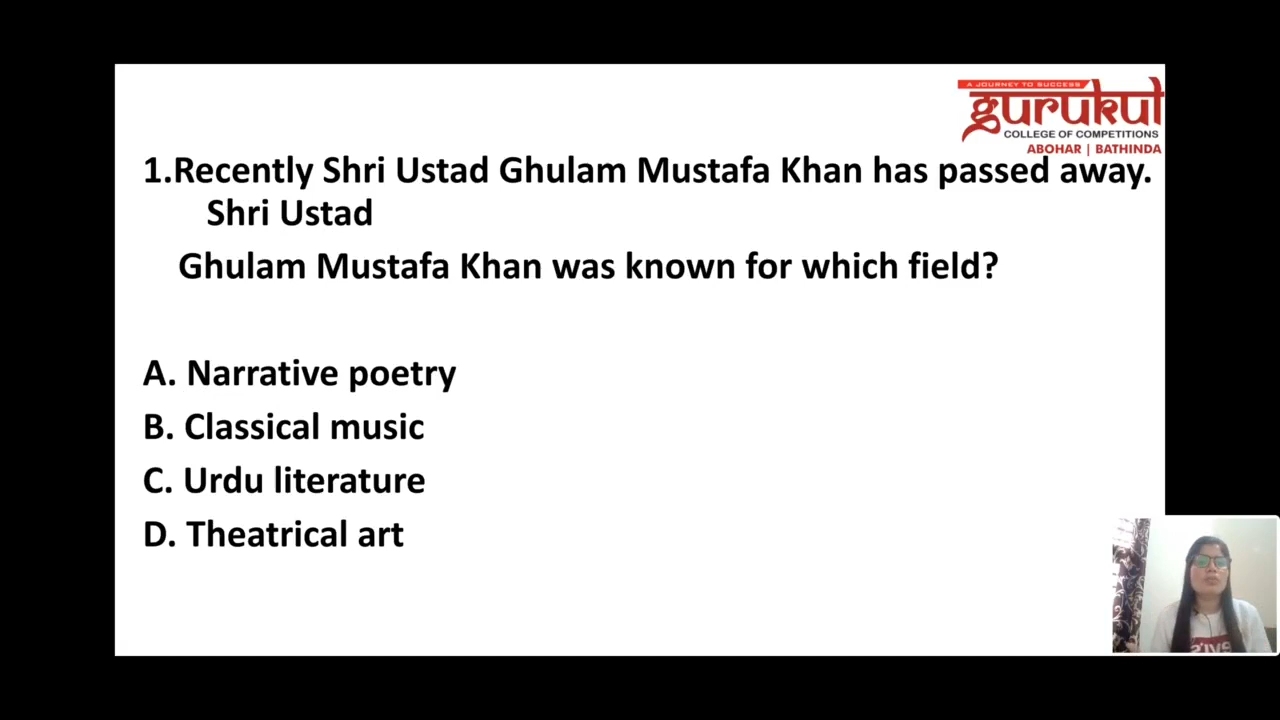 A JOURNEY TO SUCCESS
gurukul
COLLEGE OF COMPETITIONS
ABOHAR | BATHINDA
1.Recently Shri Ustad Ghulam Mustafa Khan has passed away.
Shri Ustad
Ghulam Mustafa Khan was known for which field?
A. Narrative poetry
B. Classical music
C. Urdu literature
D. Theatrical art